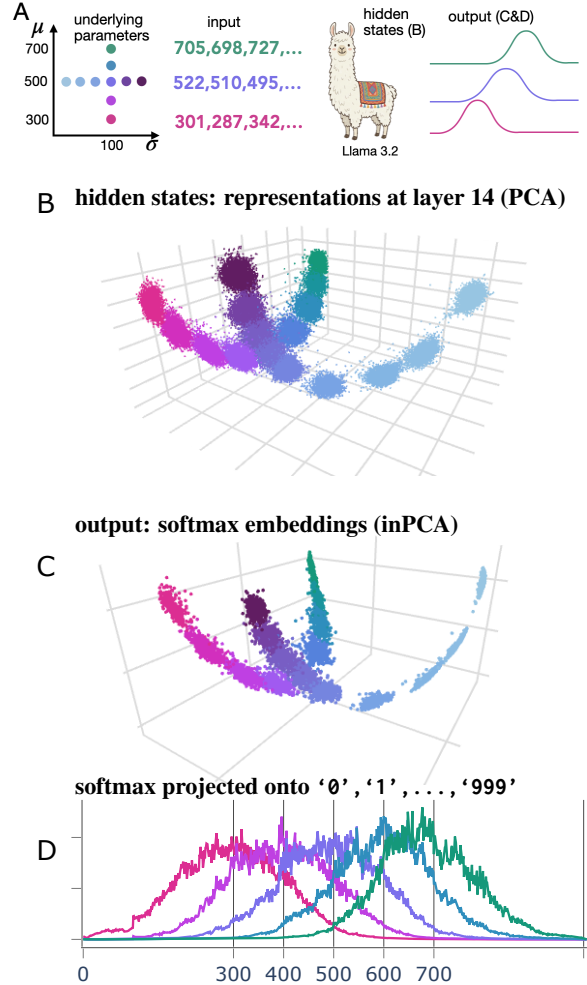 A
μ
underlying
parameters
700
500
300
100
σ
input
705,698,727,...
522,510,495,...
301,287,342,...
hidden
states (B)
Llama 3.2
output (C&D)
B
hidden states: representations at layer 14 (PCA)
output: softmax embeddings (inPCA)
C
softmax projected onto ‘0’,‘1’,...,‘999’
D
0 300 400 500 600 700